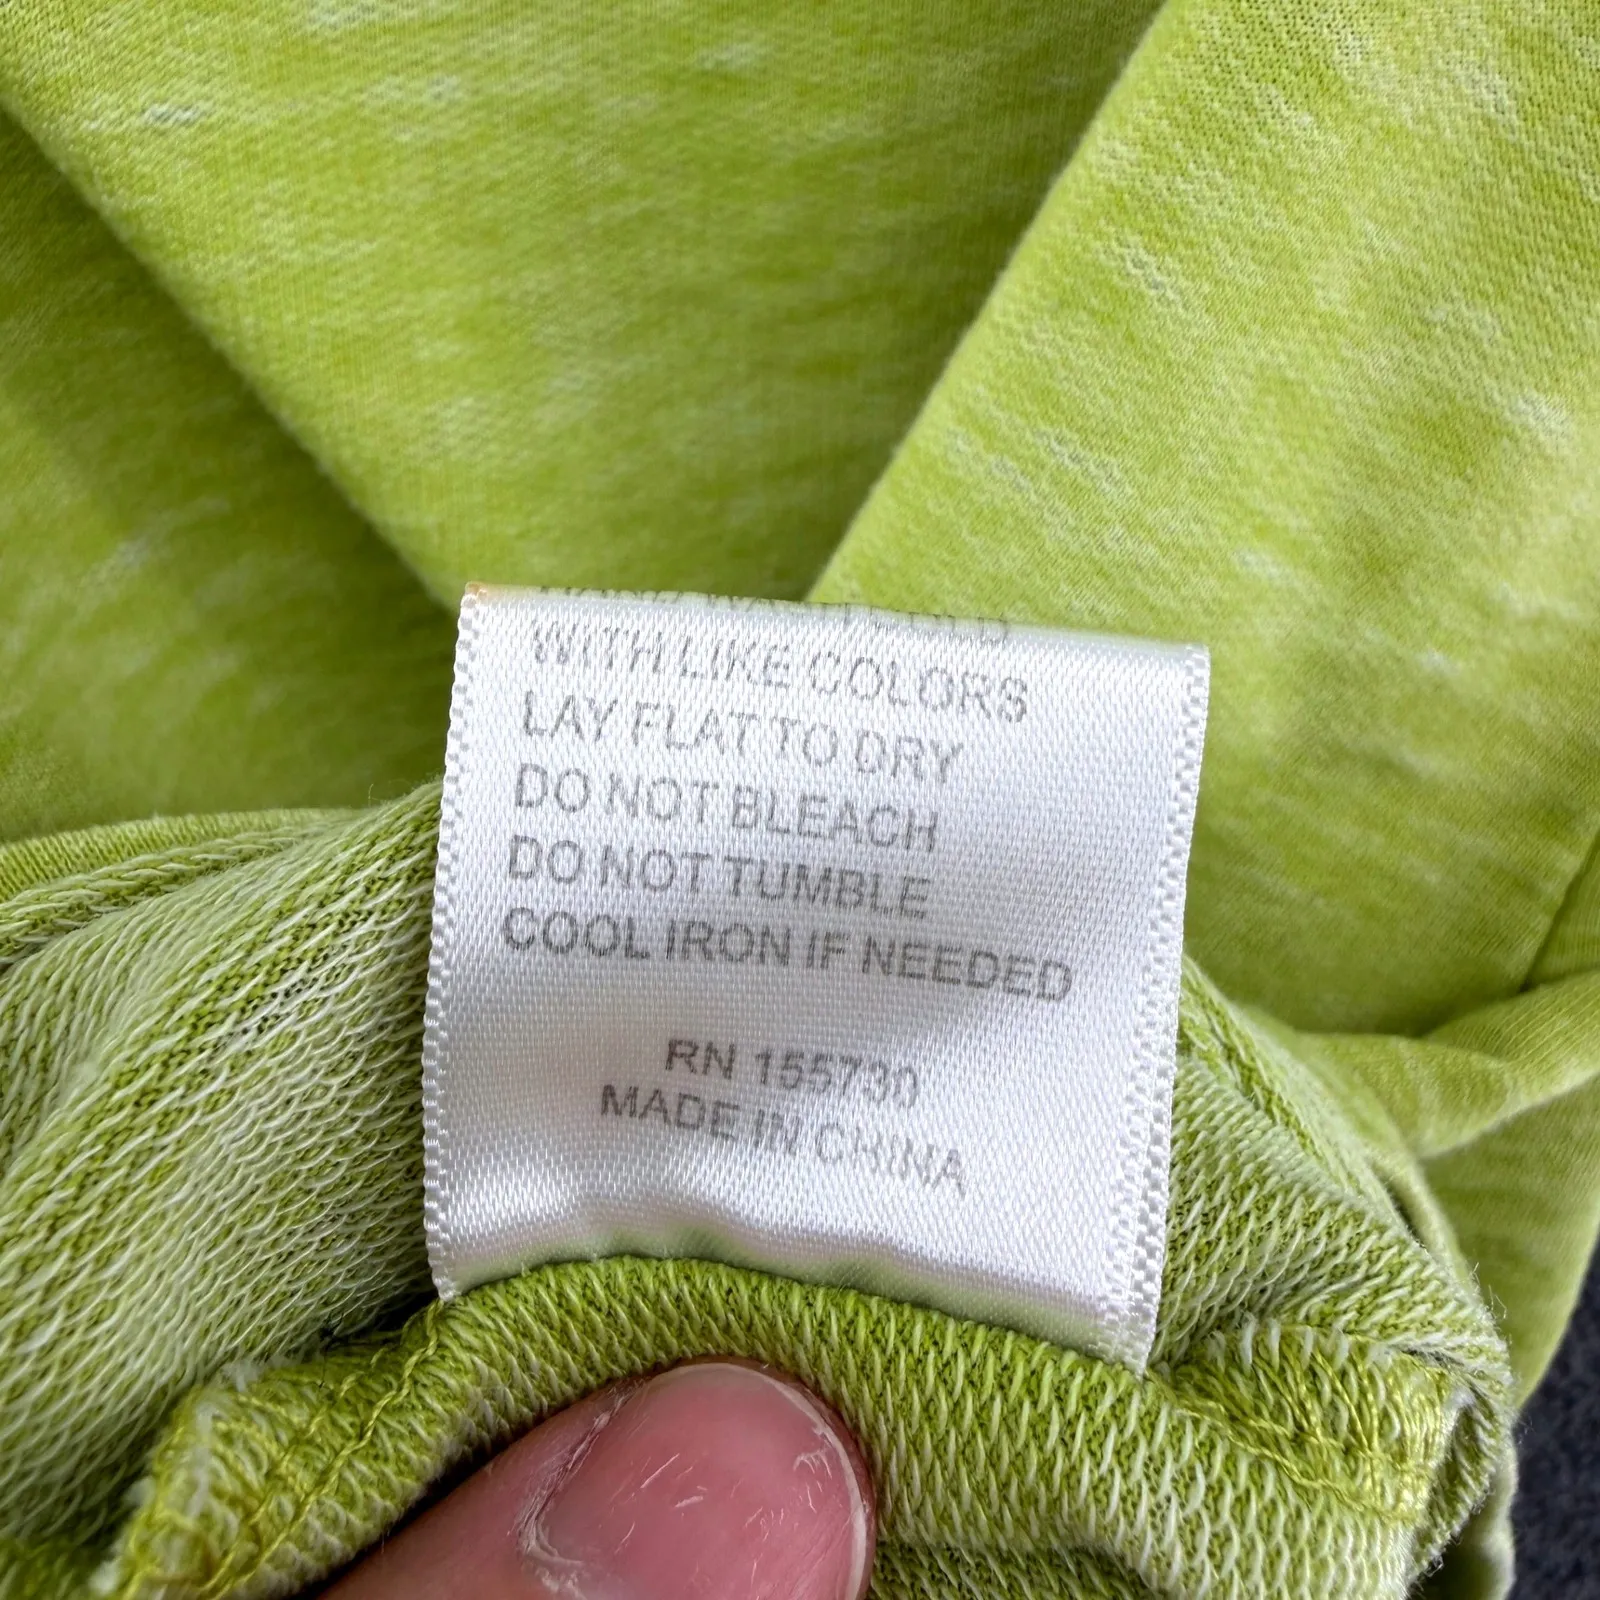 WITH LIKE COLORS
LAY FLAT TO DRY
DO NOT BLEACH
DO NOT TUMBLE
COOL IRON IF NEEDED
RN 155730
MADE IN CHINA